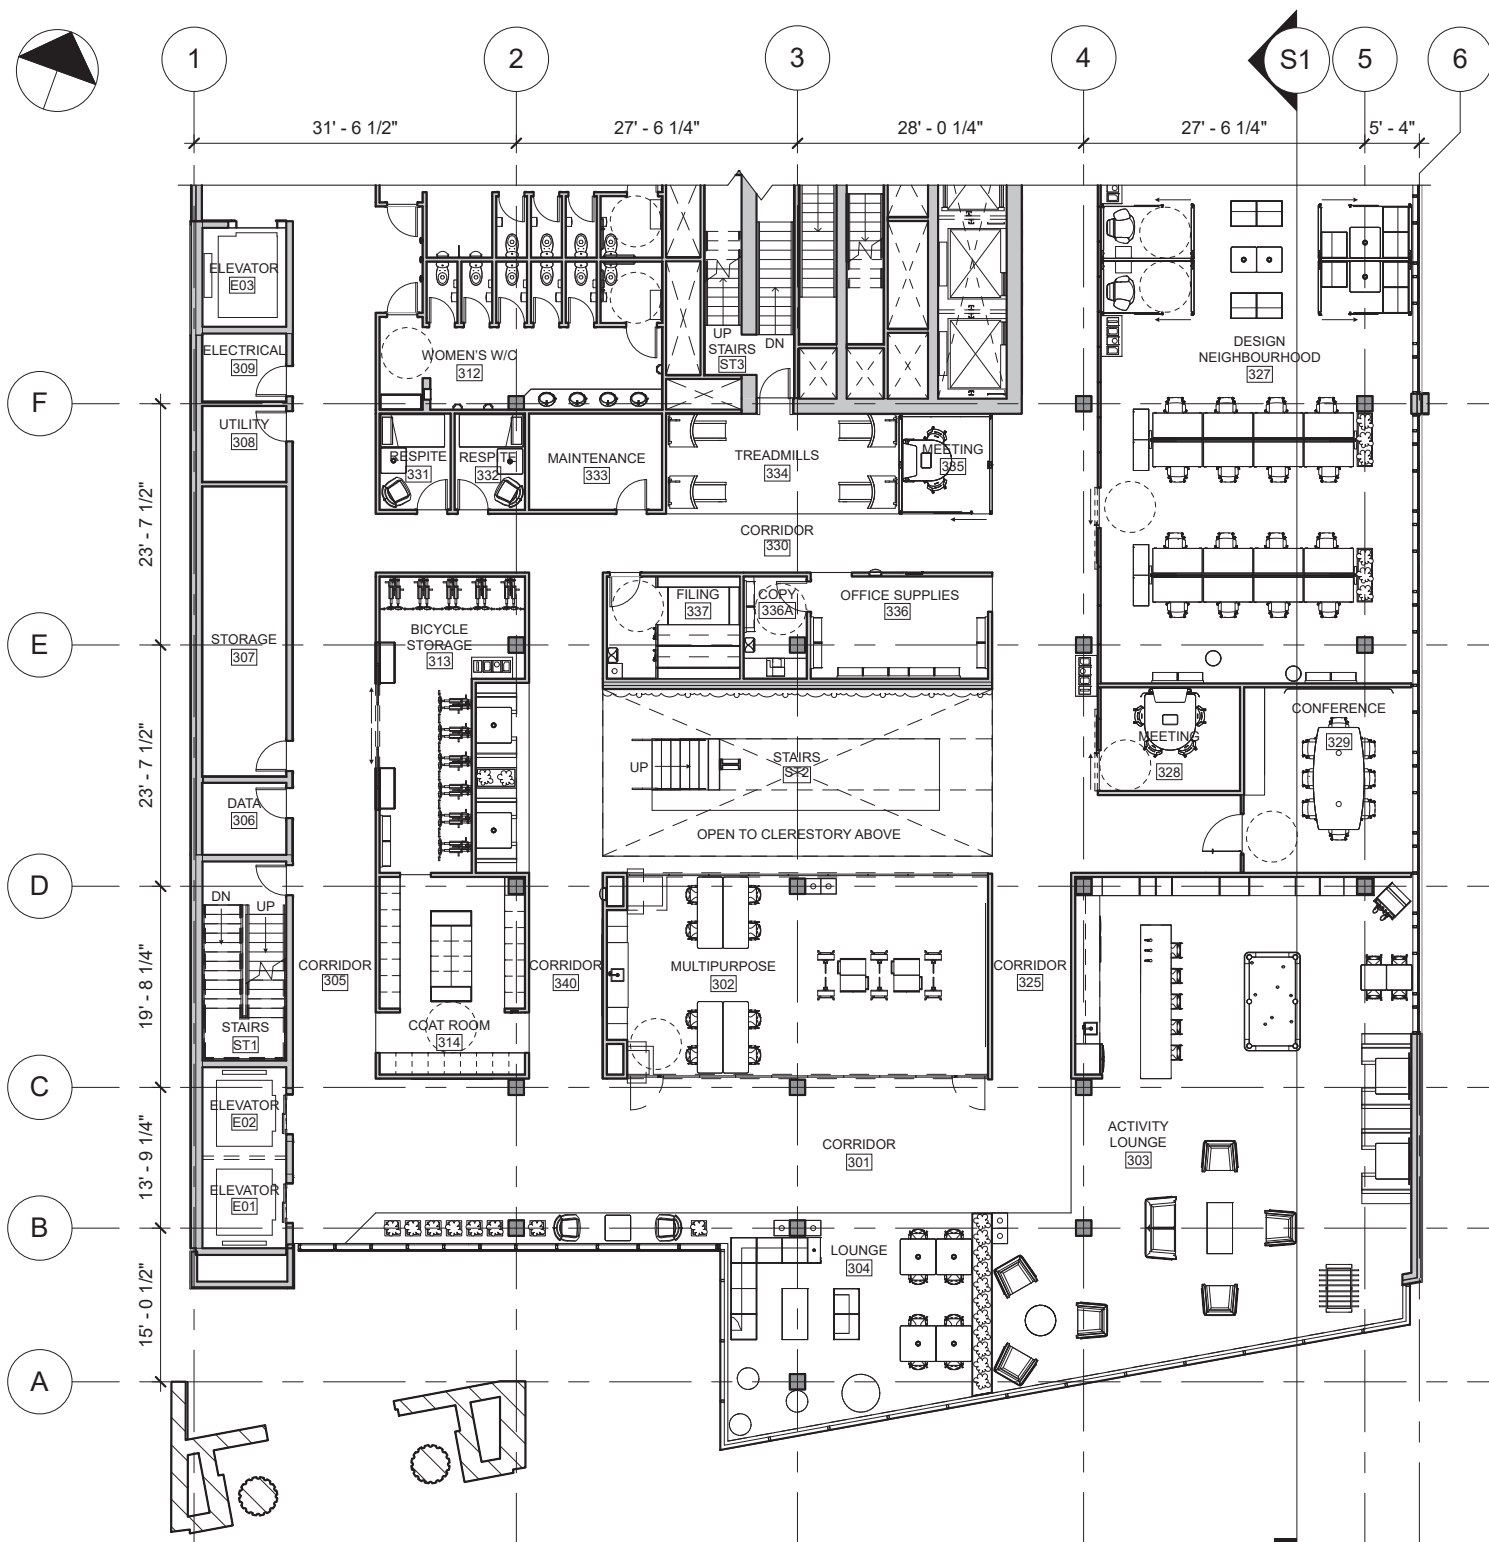 1
2
3
4
S1
5
6
31' - 6 1/2"
27' - 6 1/4"
28' - 0 1/4"
27' - 6 1/4"
5' - 4"
F
E
D
C
B
A
23' - 7 1/2"
23' - 7 1/2"
19' - 8 1/4"
13' - 9 1/4"
15' - 0 1/2"
ELEVATOR
E03
ELECTRICAL
309
UTILITY
308
STORAGE
307
DATA
306
DN
UP
STAIRS
ST1
ELEVATOR
E02
ELEVATOR
E01
WOMEN'S W/C
312
UP
DN
STAIRS
ST3
RESPITE
331
RESPITE
332
MAINTENANCE
333
TREADMILLS
334
MEETING
335
CORRIDOR
330
DESIGN
NEIGHBOURHOOD
327
BICYCLE
STORAGE
313
FILING
337
COPY
336A
OFFICE SUPPLIES
336
UP
STAIRS
ST2
OPEN TO CLERESTORY ABOVE
MEETING
328
CONFERENCE
329
CORRIDOR
305
COAT ROOM
314
CORRIDOR
340
MULTIPURPOSE
302
CORRIDOR
325
CORRIDOR
301
ACTIVITY
LOUNGE
303
LOUNGE
304